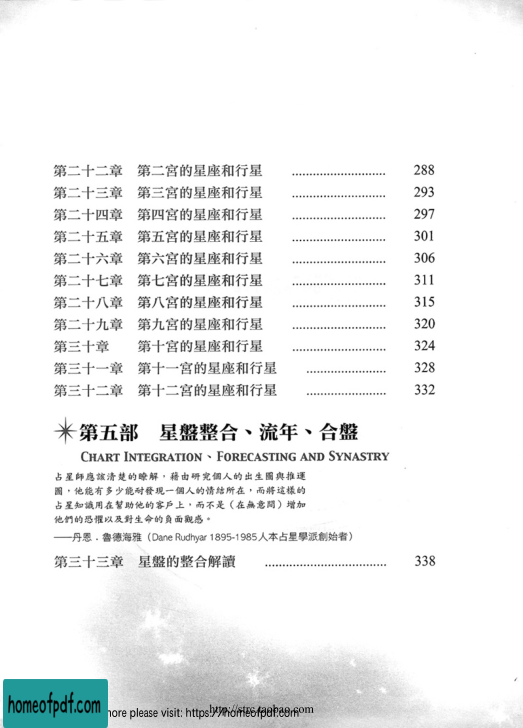 第二十二章 第二宮的星座和行星 ........................... 288
第二十三章 第三宮的星座和行星 ........................... 293
第二十四章 第四宮的星座和行星 ........................... 297
第二十五章 第五宮的星座和行星 ........................... 301
第二十六章 第六宮的星座和行星 ........................... 306
第二十七章 第七宮的星座和行星 ........................... 311
第二十八章 第八宮的星座和行星 ........................... 315
第二十九章 第九宮的星座和行星 ........................... 320
第三十章 第十宮的星座和行星 ........................... 324
第三十一章 第十一宮的星座和行星 ....................... 328
第三十二章 第十二宮的星座和行星 ....................... 332
第五部 星盤整合、流年、合盤
CHART INTEGRATION、FORECASTING AND SYNASTRY
占星師應該清楚的瞭解,藉由研究個人的出生圖與推運
圖,他能有多少能耐發現一個人的情結所在,而將這樣的
占星知識用在幫助他的客戶上,而不是(在無意間)增加
他們的恐懼以及對生命的負面觀感。
——丹恩.魯德海雅(Dane Rudhyar 1895-1985人本占星學派創始者)
第三十三章 星盤的整合解讀 ................................... 338
homeofpdf.com
more please visit: https://homeofpdf.com
http://strc.taobao.com